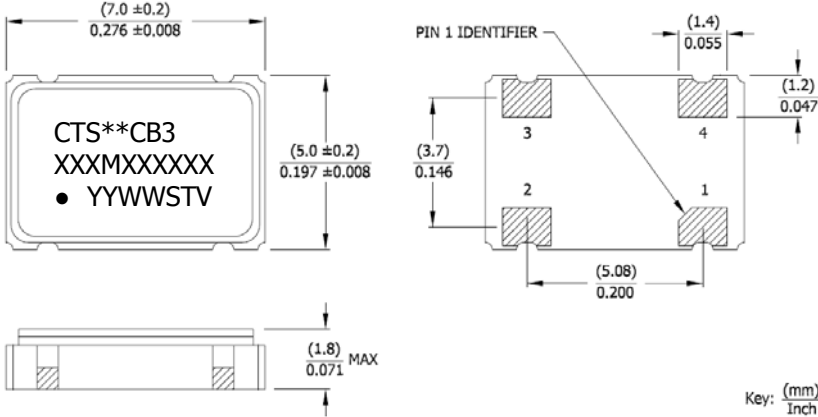 (7.0 ±0.2)
0.276 ±0.008
CTS**CB3
XXXMXXXXXX
● YYWWSTV
(5.0 ±0.2)
0.197 ±0.008
(1.8)
0.071 MAX
PIN 1 IDENTIFIER
(1.4)
0.055
(1.2)
0.047
3 4
(3.7)
0.146
2 1
(5.08)
0.200
Key: (mm)
Inch